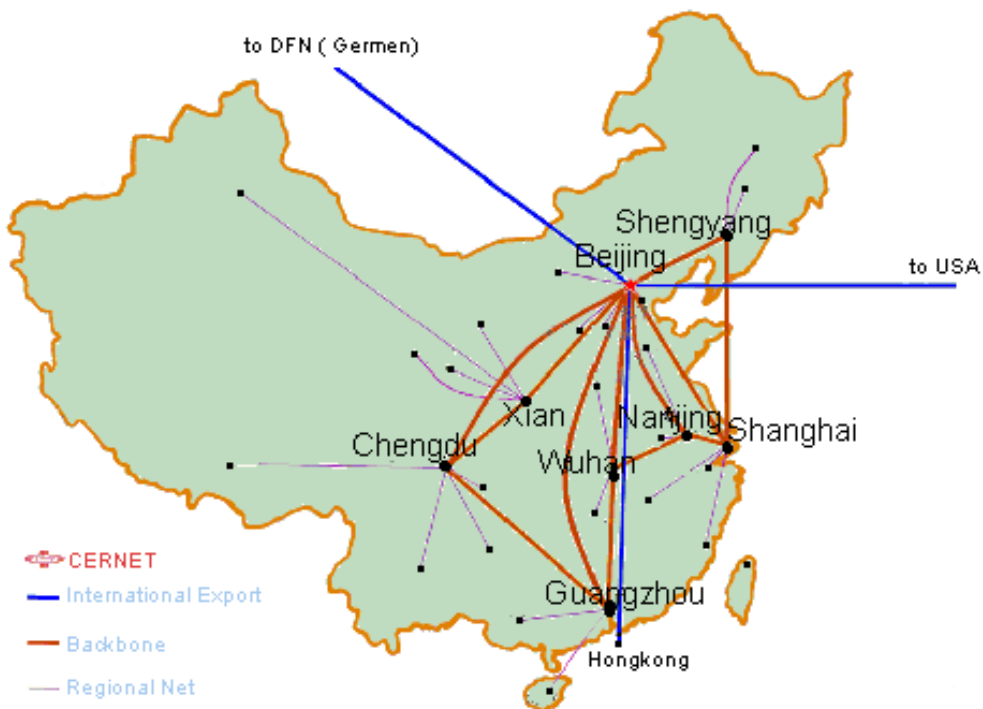 to DFN ( Germen)
Shengyang
Beijing
to USA
Xian
Nanjing
Shanghai
Chengdu
Wuhan
CERNET
International Export
Guangzhou
Backbone
Hongkong
Regional Net